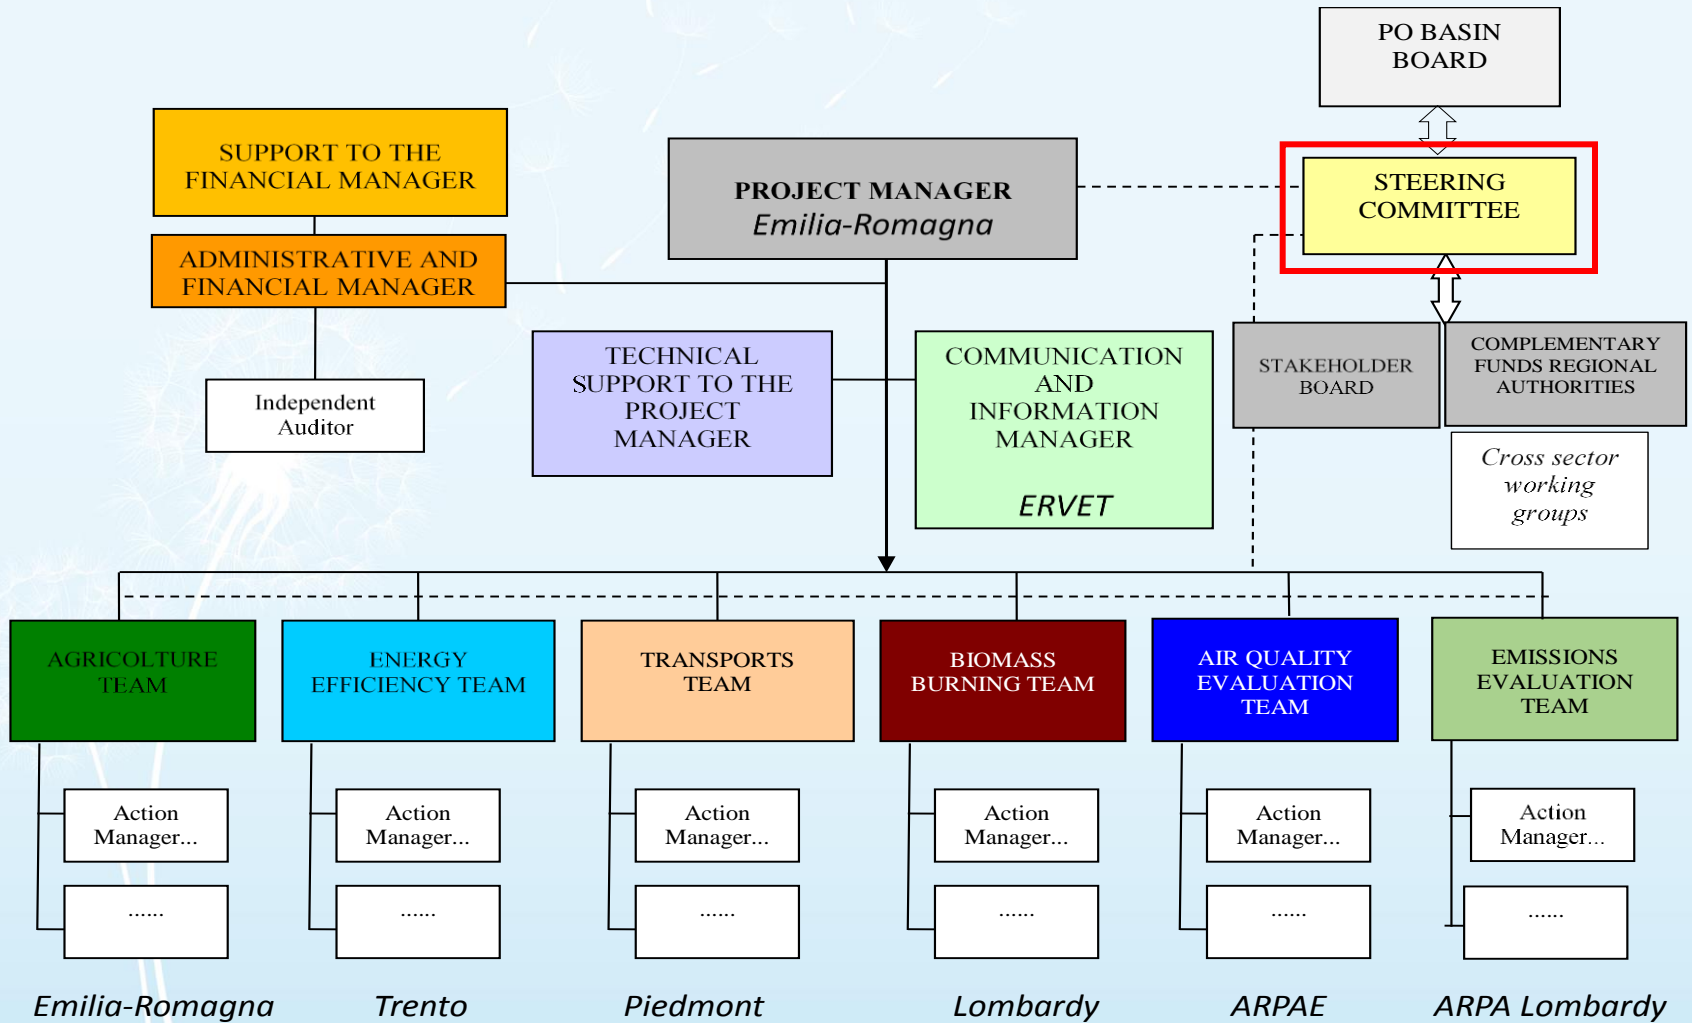 PO BASIN
BOARD
SUPPORT TO THE
FINANCIAL MANAGER
PROJECT MANAGER
Emilia-Romagna
STEERING
COMMITTEE
ADMINISTRATIVE AND
FINANCIAL MANAGER
TECHNICAL
SUPPORT TO THE
PROJECT
MANAGER
COMMUNICATION
AND
INFORMATION
MANAGER
ERVET
STAKEHOLDER
BOARD
COMPLEMENTARY
FUNDS REGIONAL
AUTHORITIES
Independent
Auditor
Cross sector
working
groups
AGRICOLTURE
TEAM
ENERGY
EFFICIENCY TEAM
TRANSPORTS
TEAM
BIOMASS
BURNING TEAM
AIR QUALITY
EVALUATION
TEAM
EMISSIONS
EVALUATION
TEAM
Action
Manager...
Action
Manager...
Action
Manager...
Action
Manager...
Action
Manager...
Action
Manager...
......
......
......
......
......
......
Emilia-Romagna
Trento
Piedmont
Lombardy
ARPAE
ARPA Lombardy